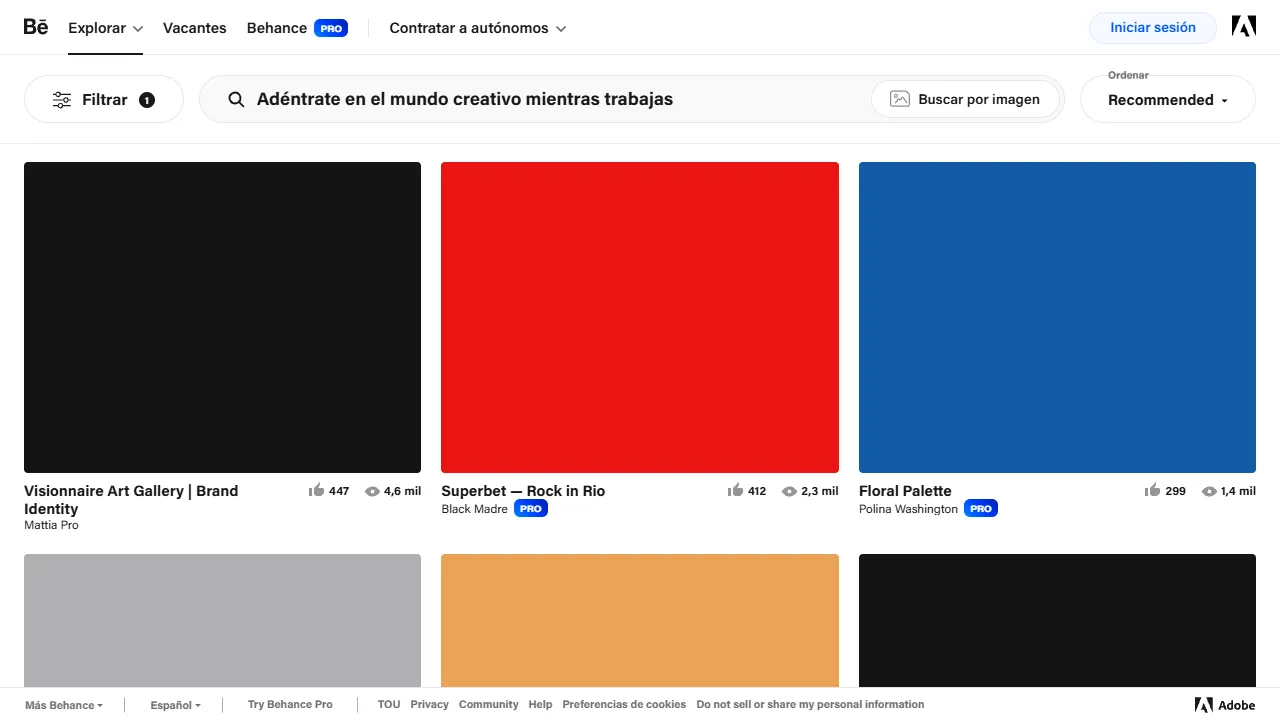 Bē Explorar Vacantes Behance PRO Contratar a autónomos Iniciar sesión
Ordenar
Filtrar 1 Adéntrate en el mundo creativo mientras trabajas Buscar por imagen Recommended
Visionnaire Art Gallery | Brand
Identity
447 4,6 mil
Mattia Pro
Superbet — Rock in Rio 412 2,3 mil
Black Madre PRO
Floral Palette 299 1,4 mil
Polina Washington PRO
Más Behance Español Try Behance Pro TOU Privacy Community Help Preferencias de cookies Do not sell or share my personal information Adobe